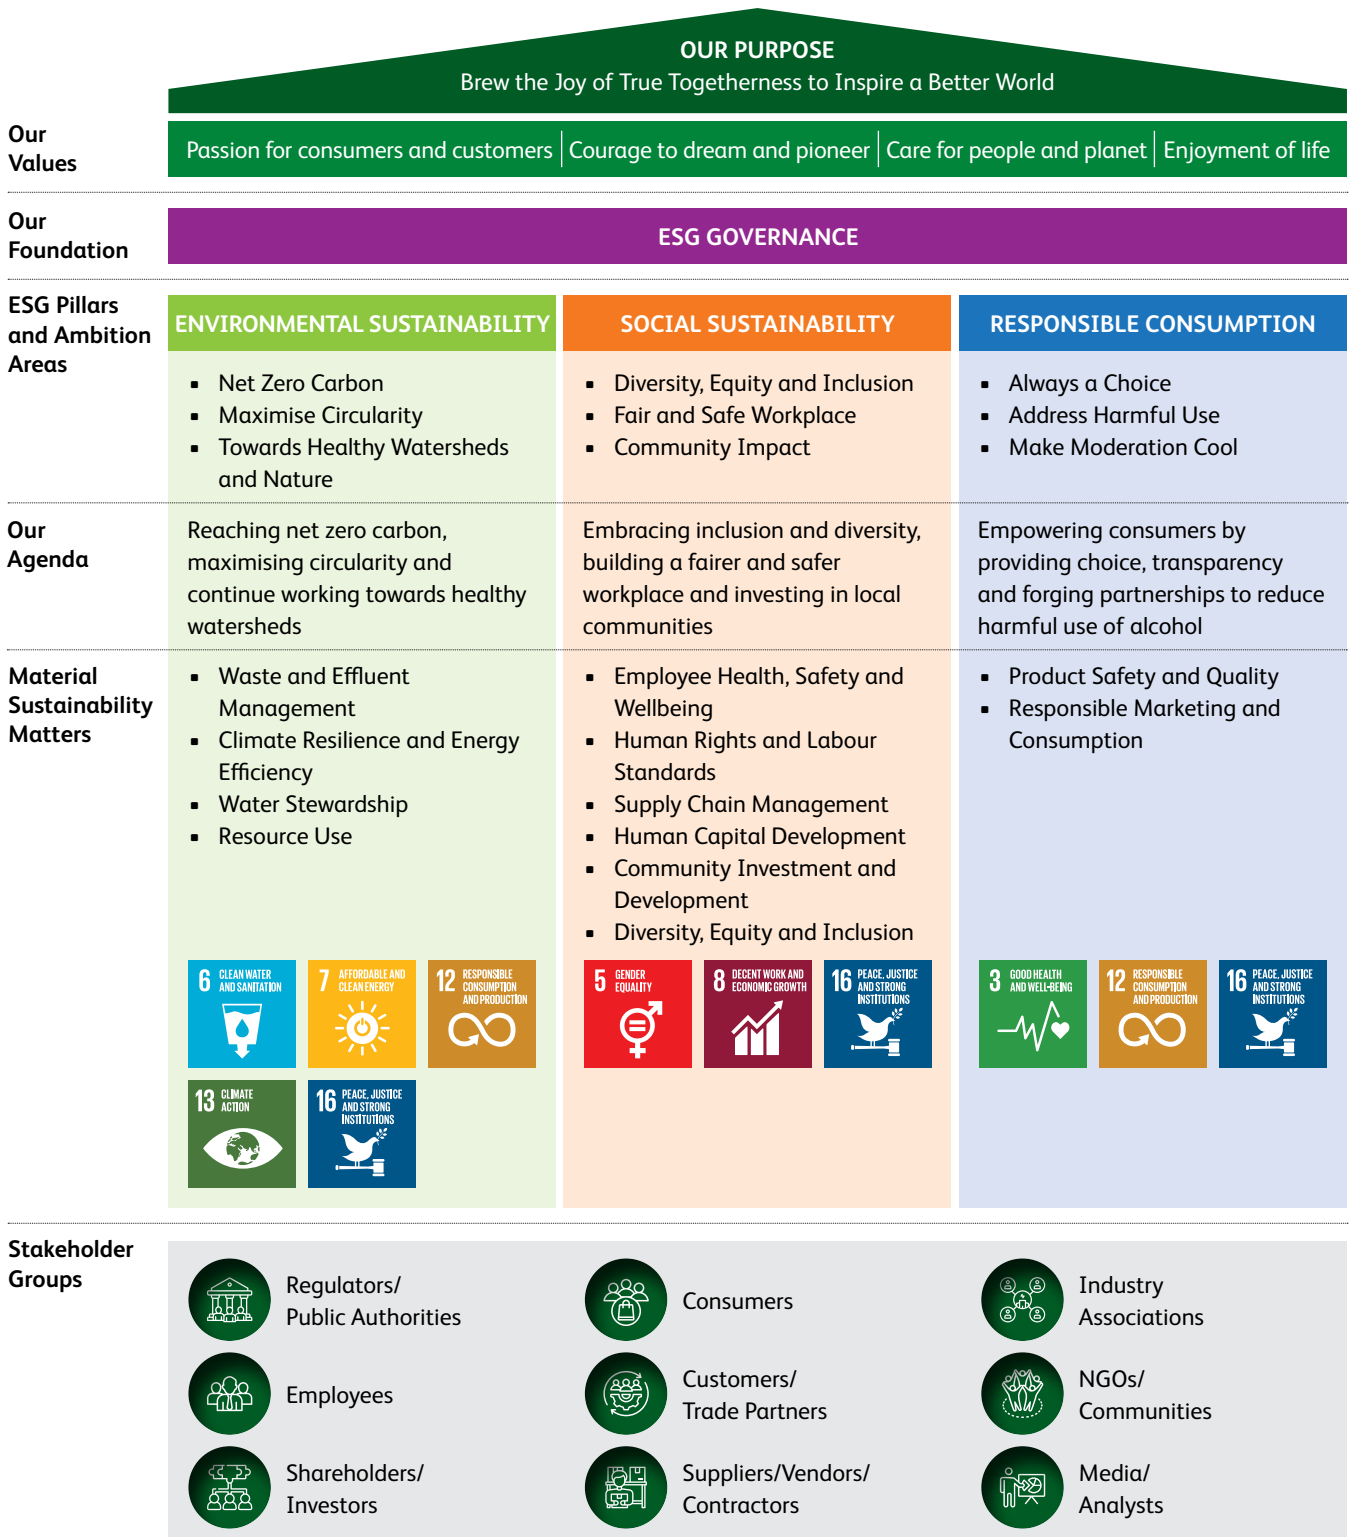 OUR PURPOSE
Brew the Joy of True Togetherness to Inspire a Better World
Our
Values
Passion for consumers and customers
Courage to dream and pioneer
Care for people and planet
Enjoyment of life
Our
Foundation
ESG GOVERNANCE
ESG Pillars
and Ambition
Areas
ENVIRONMENTAL SUSTAINABILITY
▪ Net Zero Carbon
▪ Maximise Circularity
▪ Towards Healthy Watersheds
and Nature
SOCIAL SUSTAINABILITY
▪ Diversity, Equity and Inclusion
▪ Fair and Safe Workplace
▪ Community Impact
RESPONSIBLE CONSUMPTION
▪ Always a Choice
▪ Address Harmful Use
▪ Make Moderation Cool
Our
Agenda
Reaching net zero carbon,
maximising circularity and
continue working towards healthy
watersheds
Embracing inclusion and diversity,
building a fairer and safer
workplace and investing in local
communities
Empowering consumers by
providing choice, transparency
and forging partnerships to reduce
harmful use of alcohol
Material
Sustainability
Matters
▪ Waste and Effluent
Management
▪ Climate Resilience and Energy
Efficiency
▪ Water Stewardship
▪ Resource Use
6 CLEAN WATER
AND SANITATION
7 AFFORDABLE AND
CLEAN ENERGY
12 RESPONSIBLE
CONSUMPTION
AND PRODUCTION
13 CLIMATE
ACTION
16 PEACE, JUSTICE
AND STRONG
INSTITUTIONS
▪ Employee Health, Safety and
Wellbeing
▪ Human Rights and Labour
Standards
▪ Supply Chain Management
▪ Human Capital Development
▪ Community Investment and
Development
▪ Diversity, Equity and Inclusion
5 GENDER
EQUALITY
8 DECENT WORK AND
ECONOMIC GROWTH
16 PEACE, JUSTICE
AND STRONG
INSTITUTIONS
▪ Product Safety and Quality
▪ Responsible Marketing and
Consumption
3 GOOD HEALTH
AND WELL-BEING
12 RESPONSIBLE
CONSUMPTION
AND PRODUCTION
16 PEACE, JUSTICE
AND STRONG
INSTITUTIONS
Stakeholder
Groups
Regulators/
Public Authorities
Consumers
Industry
Associations
Employees
Customers/
Trade Partners
NGOs/
Communities
Shareholders/
Investors
Suppliers/Vendors/
Contractors
Media/
Analysts